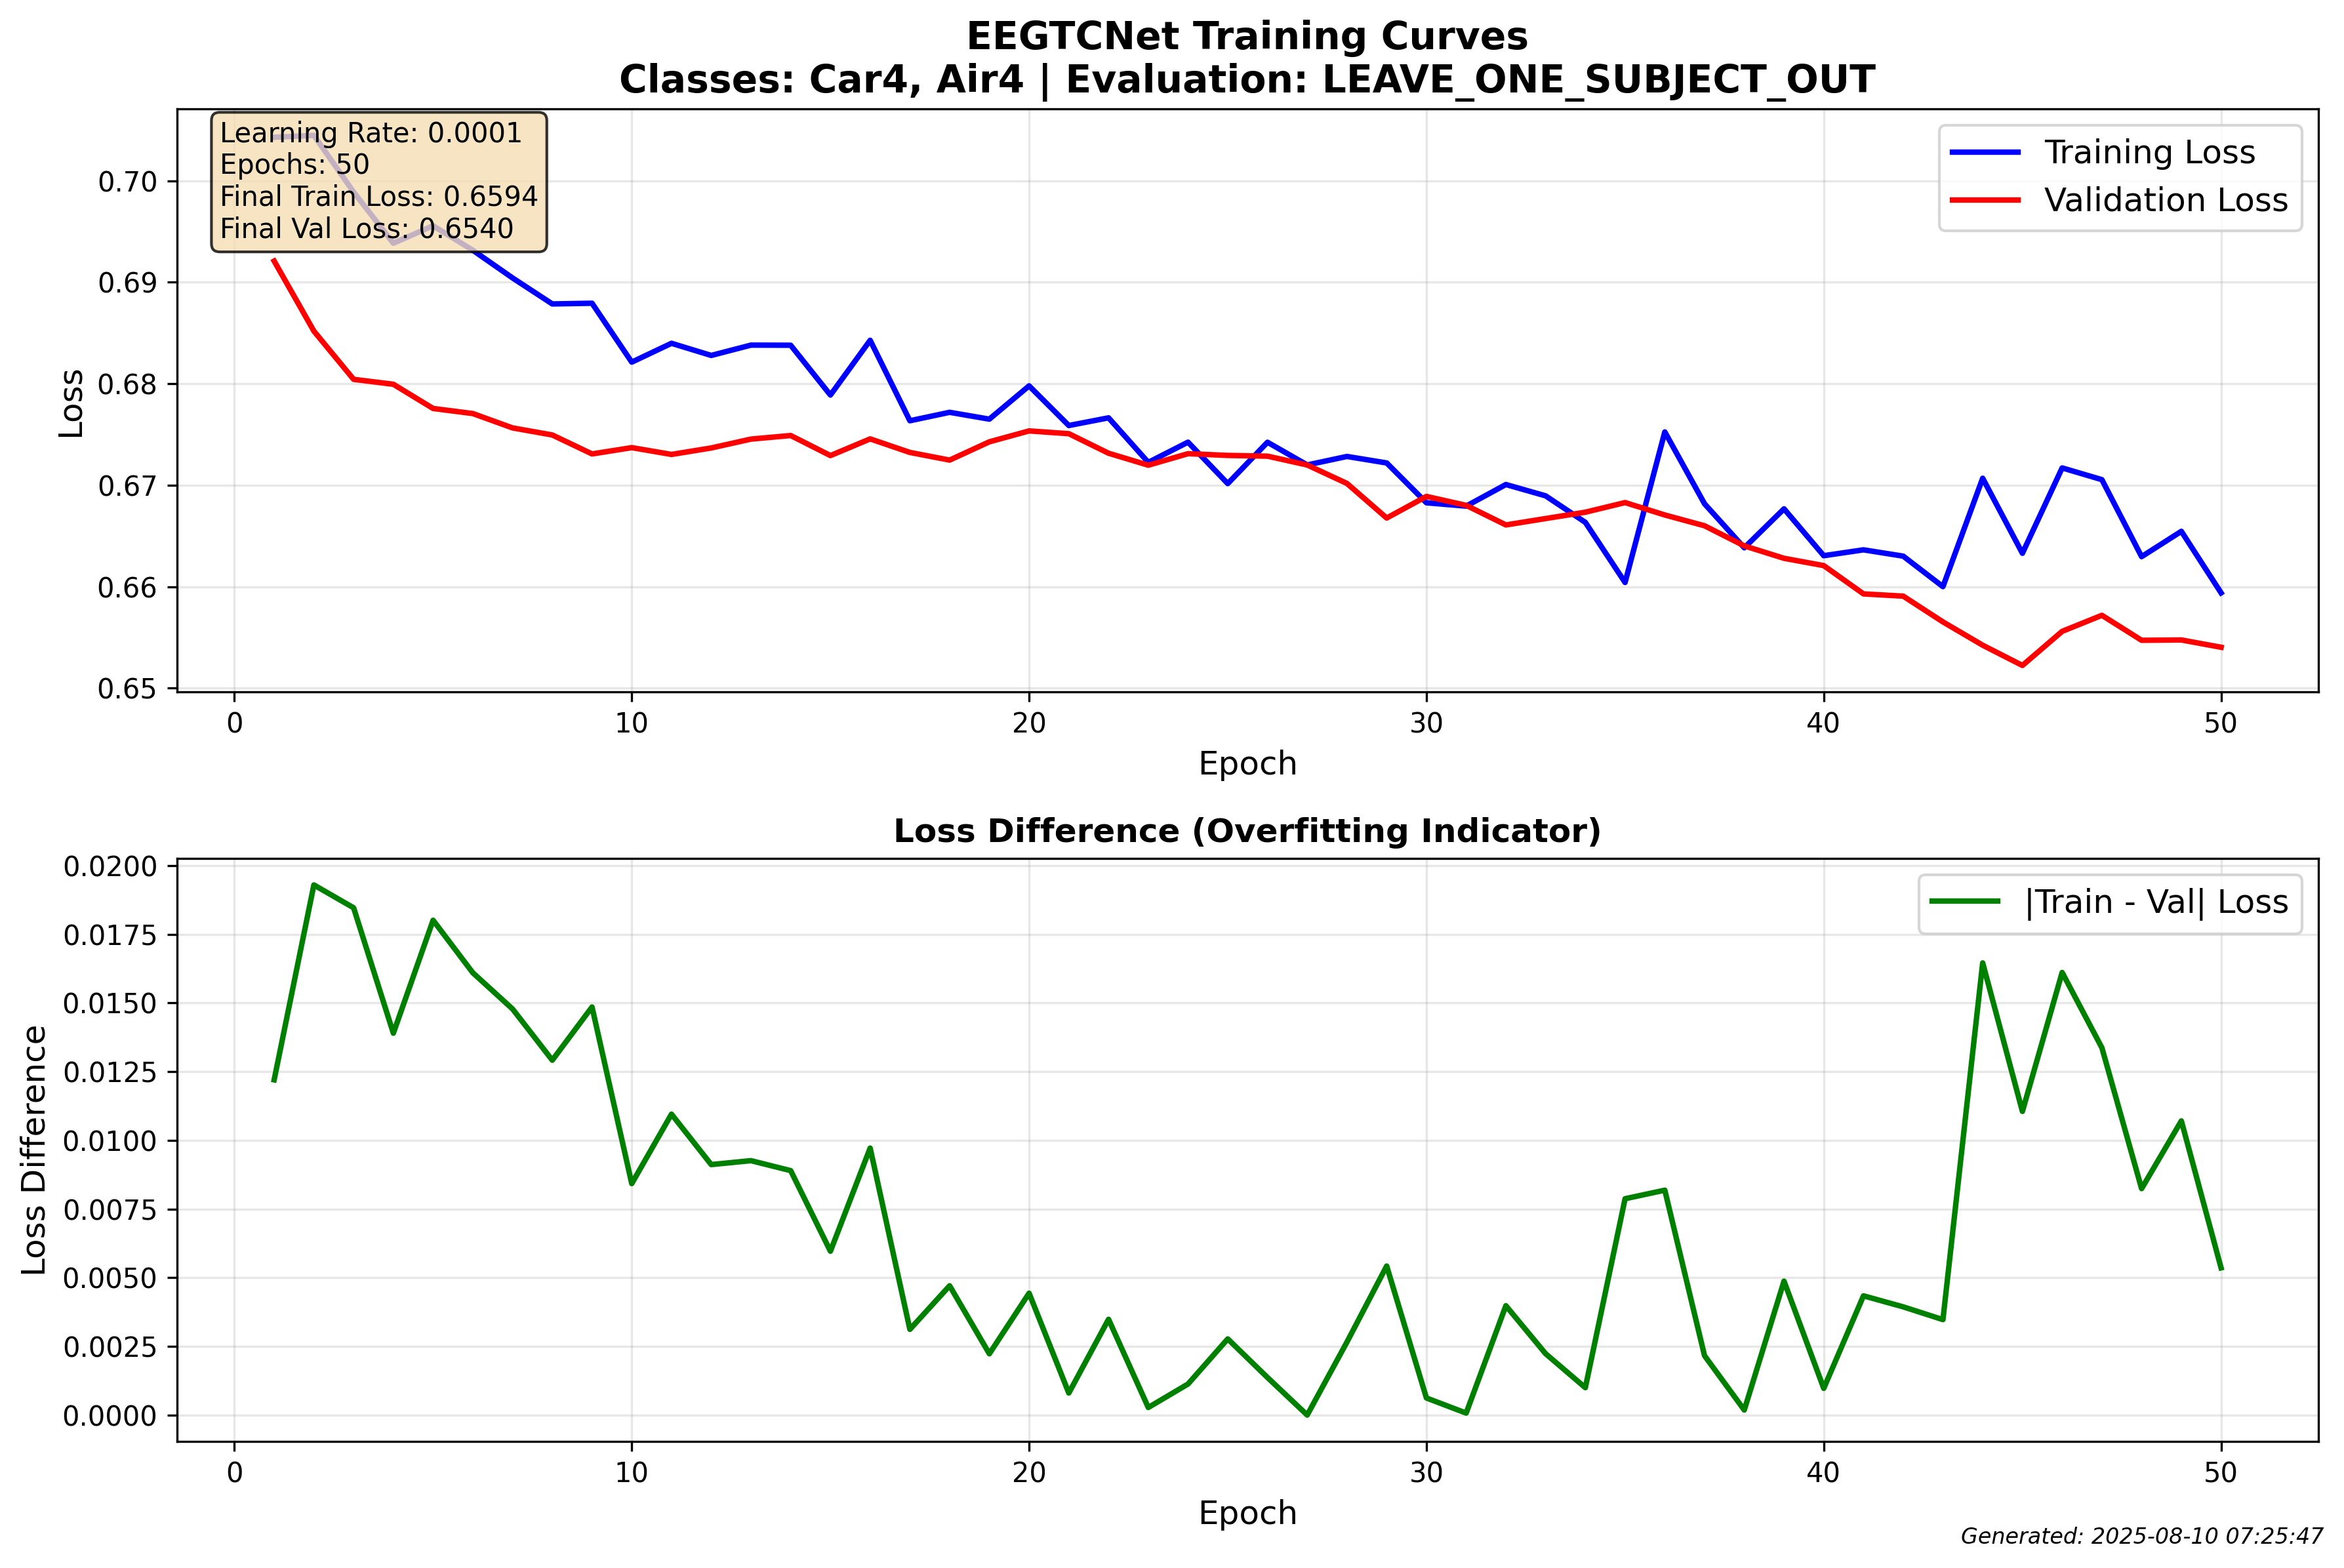 EEGTCNet Training Curves
Classes: Car4, Air4 | Evaluation: LEAVE_ONE_SUBJECT_OUT
Learning Rate: 0.0001
Epochs: 50
Final Train Loss: 0.6594
Final Val Loss: 0.6540
Training Loss
Validation Loss
Loss
0.70
0.69
0.68
0.67
0.66
0.65
0 10 20 30 40 50
Epoch
Loss Difference (Overfitting Indicator)
|Train - Val| Loss
Loss Difference
0.0200
0.0175
0.0150
0.0125
0.0100
0.0075
0.0050
0.0025
0.0000
0 10 20 30 40 50
Epoch
Generated: 2025-08-10 07:25:47